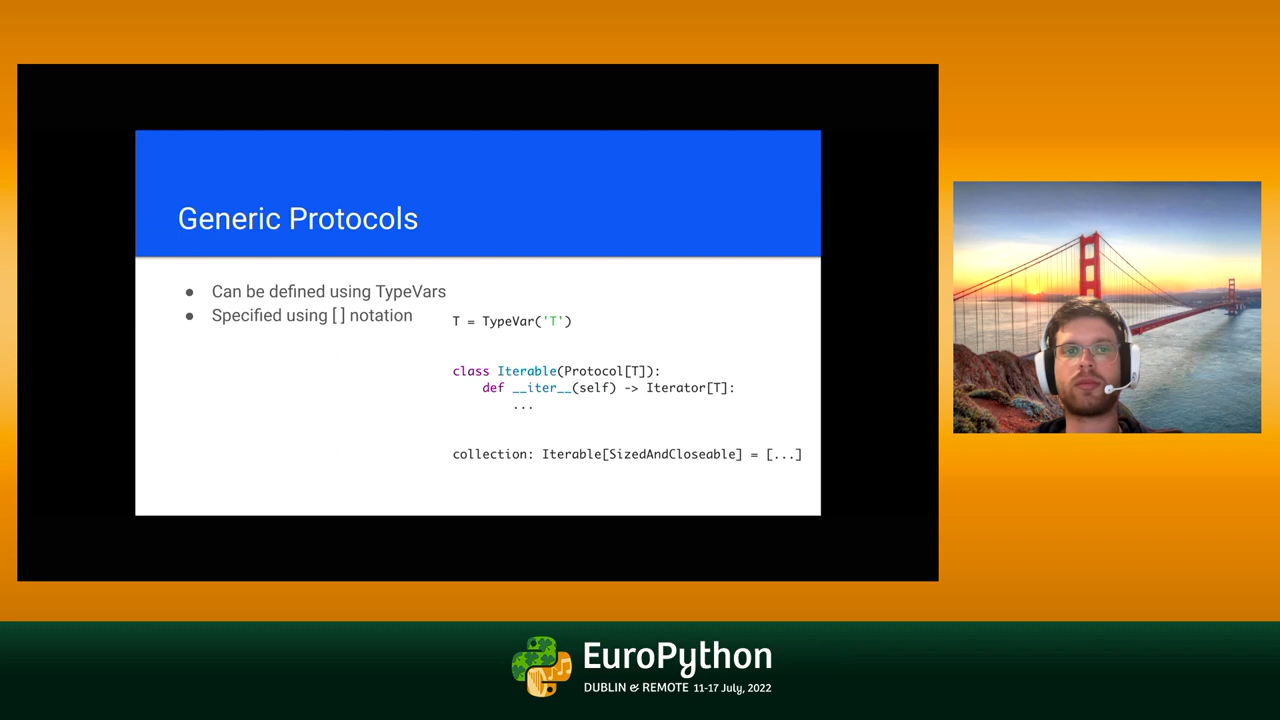 Generic Protocols
● Can be defined using TypeVars
● Specified using [ ] notation
T = TypeVar('T')
class Iterable(Protocol[T]):
def __iter__(self) -> Iterator[T]:
...
collection: Iterable[SizedAndCloseable] = [...]
EuroPython
DUBLIN & REMOTE 11-17 July, 2022